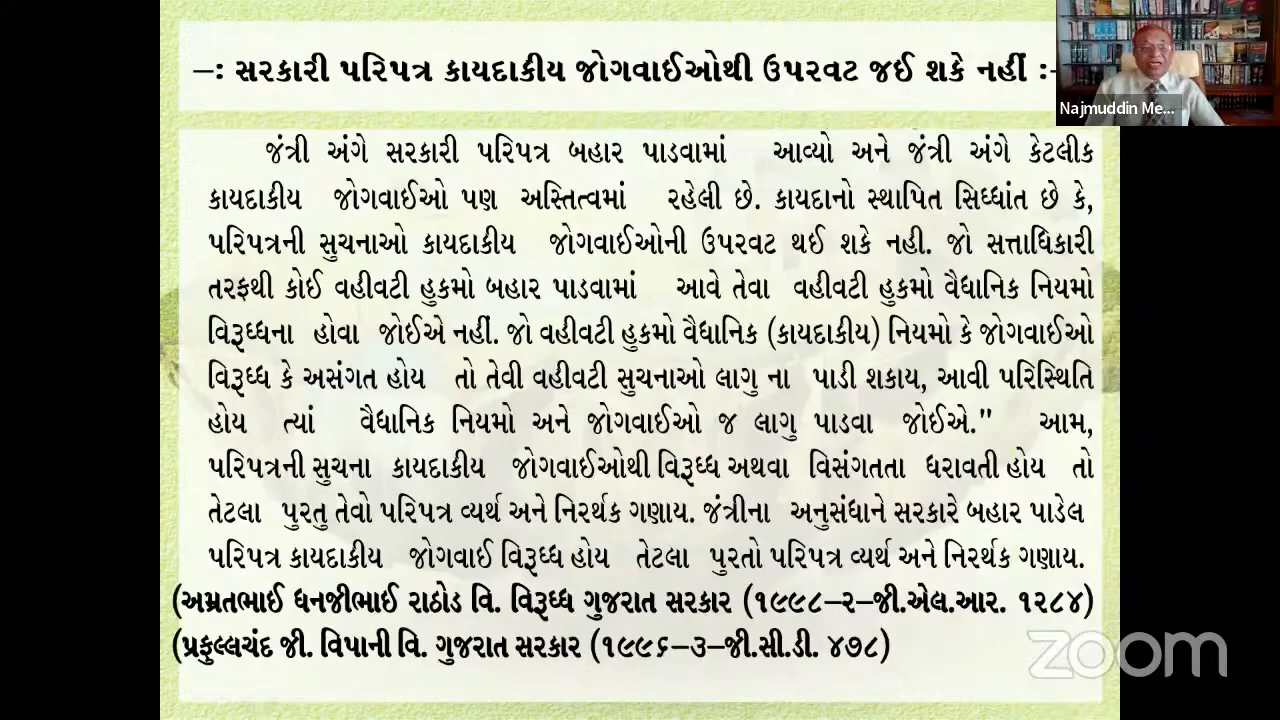 –ઃ સરકારી પરિપત્ર કાયદાકીય જોગવાઈઓથી ઉપરવટ જઈ શકે નહીં ઃ-
Najmuddin Me...
જંત્રી અંગે સરકારી પરિપત્ર બહાર પાડવામાં આવ્યો અને જંત્રી અંગે કેટલીક
કાયદાકીય જોગવાઈઓ પણ અસ્તિત્વમાં રહેલી છે. કાયદાનો સ્થાપિત સિધ્ધાંત છે કે,
પરિપત્રની સુચનાઓ કાયદાકીય જોગવાઈઓની ઉપરવટ થઈ શકે નહી. જો સત્તાધિકારી
તરફથી કોઈ વહીવટી હુકમો બહાર પાડવામાં આવે તેવા વહીવટી હુકમો વૈધાનિક નિયમો
વિરૂધ્ધના હોવા જોઈએ નહીં. જો વહીવટી હુકમો વૈધાનિક (કાયદાકીય) નિયમો કે જોગવાઈઓ
વિરૂધ્ધ કે અસંગત હોય તો તેવી વહીવટી સુચનાઓ લાગુ ના પાડી શકાય, આવી પરિસ્થિતિ
હોય ત્યાં વૈધાનિક નિયમો અને જોગવાઈઓ જ લાગુ પાડવા જોઈએ." આમ,
પરિપત્રની સુચના કાયદાકીય જોગવાઈઓથી વિરૂધ્ધ અથવા વિસંગતતા ધરાવતી હોય તો
તેટલા પુરતુ તેવો પરિપત્ર વ્યર્થ અને નિરર્થક ગણાય. જંત્રીના અનુસંધાને સરકારે બહાર પાડેલ
પરિપત્ર કાયદાકીય જોગવાઈ વિરૂધ્ધ હોય તેટલા પુરતો પરિપત્ર વ્યર્થ અને નિરર્થક ગણાય.
(અમ્રતભાઈ ધનજીભાઈ રાઠોડ વિ. વિરૂધ્ધ ગુજરાત સરકાર (૧૯૯૮–૨–જી.એલ.આર. ૧૨૮૪)
(પ્રફુલ્લચંદ જી. વિપાની વિ. ગુજરાત સરકાર (૧૯૯૬–૩–જી.સી.ડી. ૪૭૮)
zoom